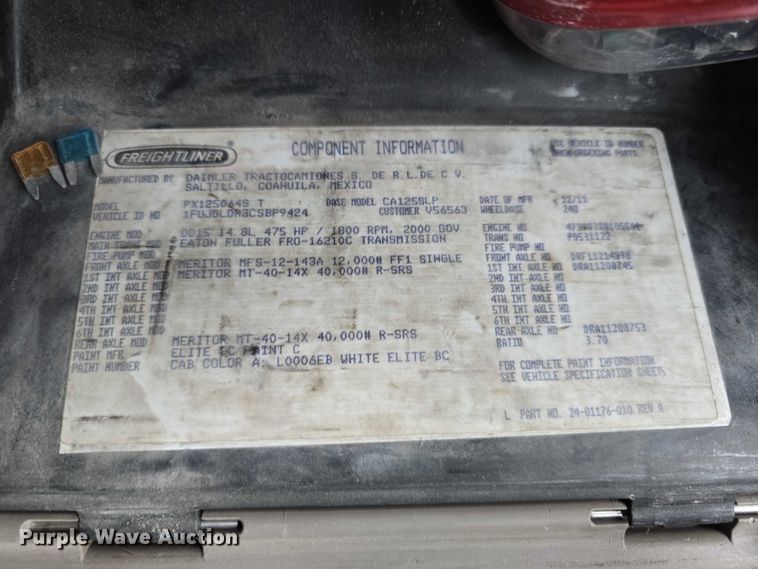 FREIGHTLINER
COMPONENT INFORMATION
USE VEHICLE ID NUMBER
WHEN ORDERING PARTS.
MANUFACTURED BY DAIMLER TRACTOCAMIONES S. DE R.L.DE C.V.
SALTILLO, COAHUILA, MEXICO
MODEL PX125064S T BASE MODEL CA125SLP DATE OF MFR 12/11
VEHICLE ID NO 1FUJGLDR3CSBP9424 CUSTOMER V56563 WHEELBASE 240
ENGINE MOD DD15 14.8L 475 HP / 1800 RPM, 2000 GOV ENGINE NO
MAIN TRANS MOD EATON FULLER FRO-16210C TRANSMISSION TRANS NO P0531122
FIRE PUMP MOD FIRE PUMP NO
FRONT AXLE MOD MERITOR MFS-12-143A 12,000# FF1 SINGLE FRONT AXLE NO
1ST INT AXLE MOD MERITOR MT-40-14X 40,000# R-SRS 1ST INT AXLE NO DRA11208745
2ND INT AXLE MOD 2ND INT AXLE NO
3RD INT AXLE MOD 3RD INT AXLE NO
4TH INT AXLE MOD 4TH INT AXLE NO
5TH INT AXLE MOD 5TH INT AXLE NO
6TH INT AXLE MOD 6TH INT AXLE NO
REAR AXLE MOD MERITOR MT-40-14X 40,000# R-SRS REAR AXLE NO DRA11208753
PAINT MFR ELITE BC PAINT C RATIO 3.70
PAINT NUMBER CAB COLOR A: L0006EB WHITE ELITE BC
FOR COMPLETE PAINT INFORMATION
SEE VEHICLE SPECIFICATION SHEETS
L PART NO. 24-01176-010 REV A
Purple Wave Auction
Purple Wave Auction